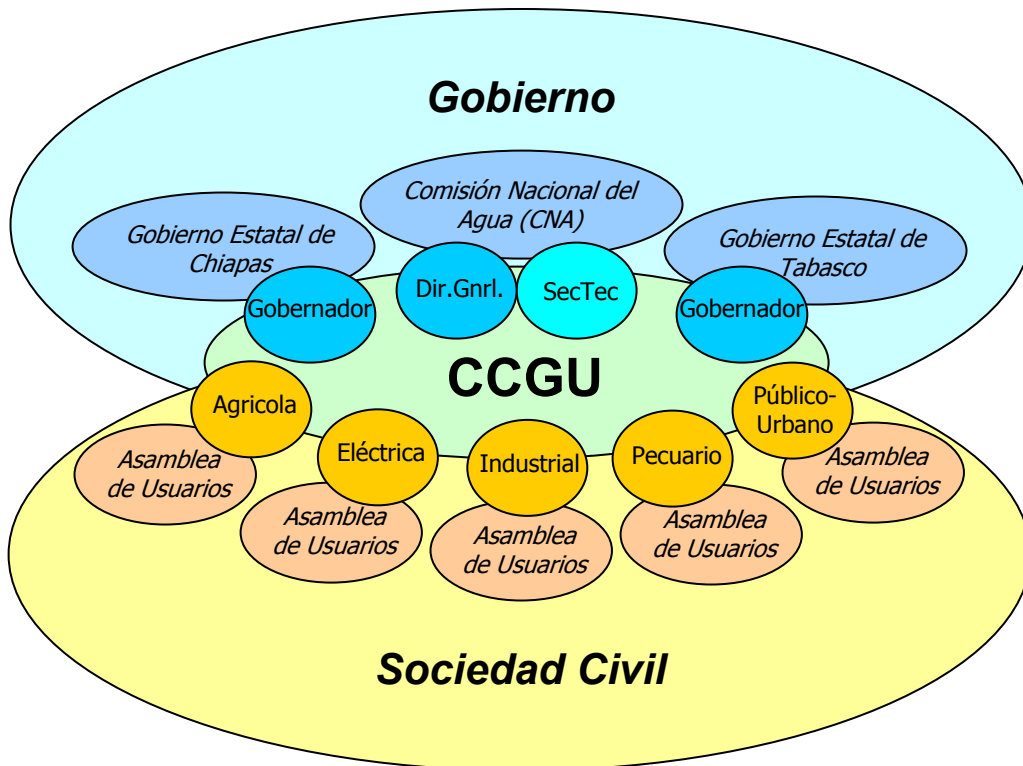 Gobierno
Comisión Nacional del
Agua (CNA)
Gobierno Estatal de
Chiapas
Gobierno Estatal de
Tabasco
Gobernador
Dir.Gnrl.
SecTec
Gobernador
CCGU
Agricola
Eléctrica
Industrial
Pecuario
Público-
Urbano
Asamblea
de Usuarios
Asamblea
de Usuarios
Asamblea
de Usuarios
Asamblea
de Usuarios
Asamblea
de Usuarios
Sociedad Civil